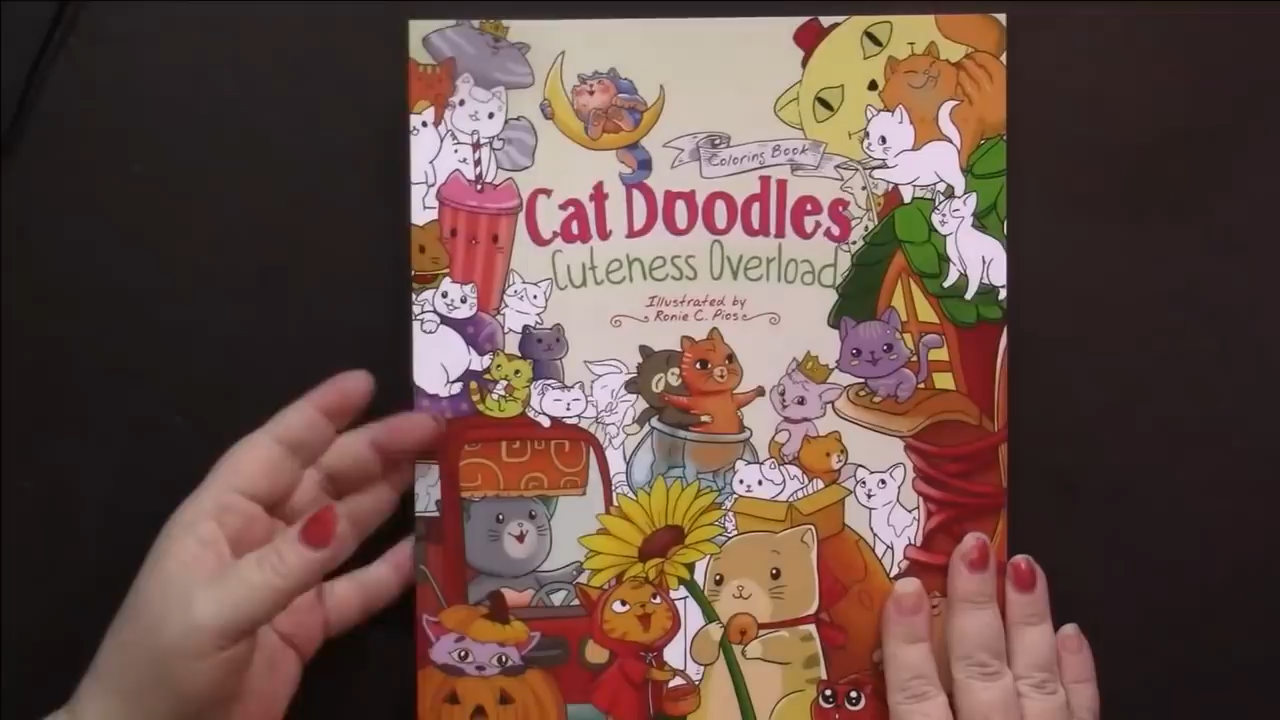 Coloring Book
Cat Doodles
Cuteness Overload
Illustrated by
Ronie C. Pios